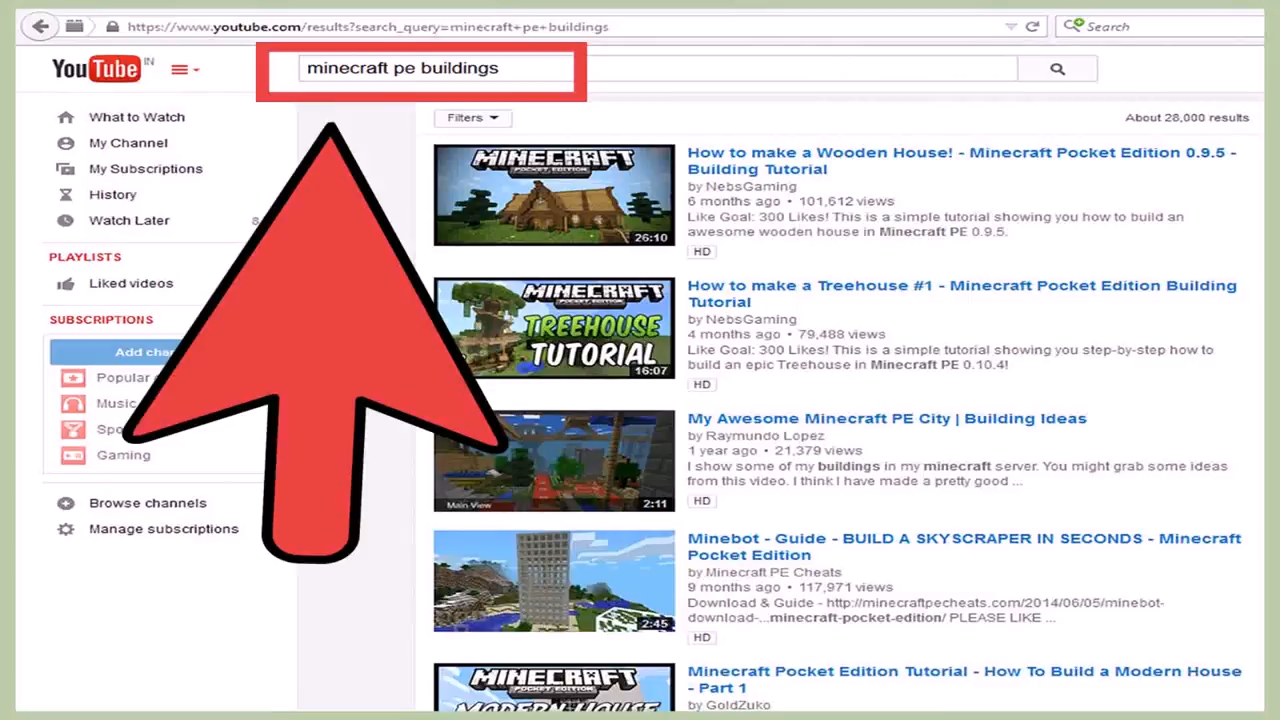 https://www.youtube.com/results?search_query=minecraft+pe+buildings
Search
YouTube IN
minecraft pe buildings
What to Watch
My Channel
My Subscriptions
History
Watch Later
8
PLAYLISTS
Liked videos
SUBSCRIPTIONS
Add cha
Popular
Music
Spo
Gaming
Browse channels
Manage subscriptions
Filters
About 28,000 results
MINECRAFT
POCKET EDITION
26:10
How to make a Wooden House! - Minecraft Pocket Edition 0.9.5 -
Building Tutorial
by NebsGaming
6 months ago • 101,612 views
Like Goal: 300 Likes! This is a simple tutorial showing you how to build an
awesome wooden house in Minecraft PE 0.9.5.
HD
MINECRAFT
POCKET EDITION
TREEHOUSE
TUTORIAL
16:07
How to make a Treehouse #1 - Minecraft Pocket Edition Building
Tutorial
by NebsGaming
4 months ago • 79,488 views
Like Goal: 300 Likes! This is a simple tutorial showing you step-by-step how to
build an epic Treehouse in Minecraft PE 0.10.4!
HD
Main View
2:11
My Awesome Minecraft PE City | Building Ideas
by Raymundo Lopez
1 year ago • 21,379 views
I show some of my buildings in my minecraft server. You might grab some ideas
from this video. I think I have made a pretty good ...
HD
2:45
Minebot - Guide - BUILD A SKYSCRAPER IN SECONDS - Minecraft
Pocket Edition
by Minecraft PE Cheats
9 months ago • 117,971 views
Download & Guide - http://minecraftpecheats.com/2014/06/05/minebot-
download-...minecraft-pocket-edition/ PLEASE LIKE ...
HD
MINECRAFT
POCKET EDITION
MODERN HOUSE
Minecraft Pocket Edition Tutorial - How To Build a Modern House
- Part 1
by GoldZuko